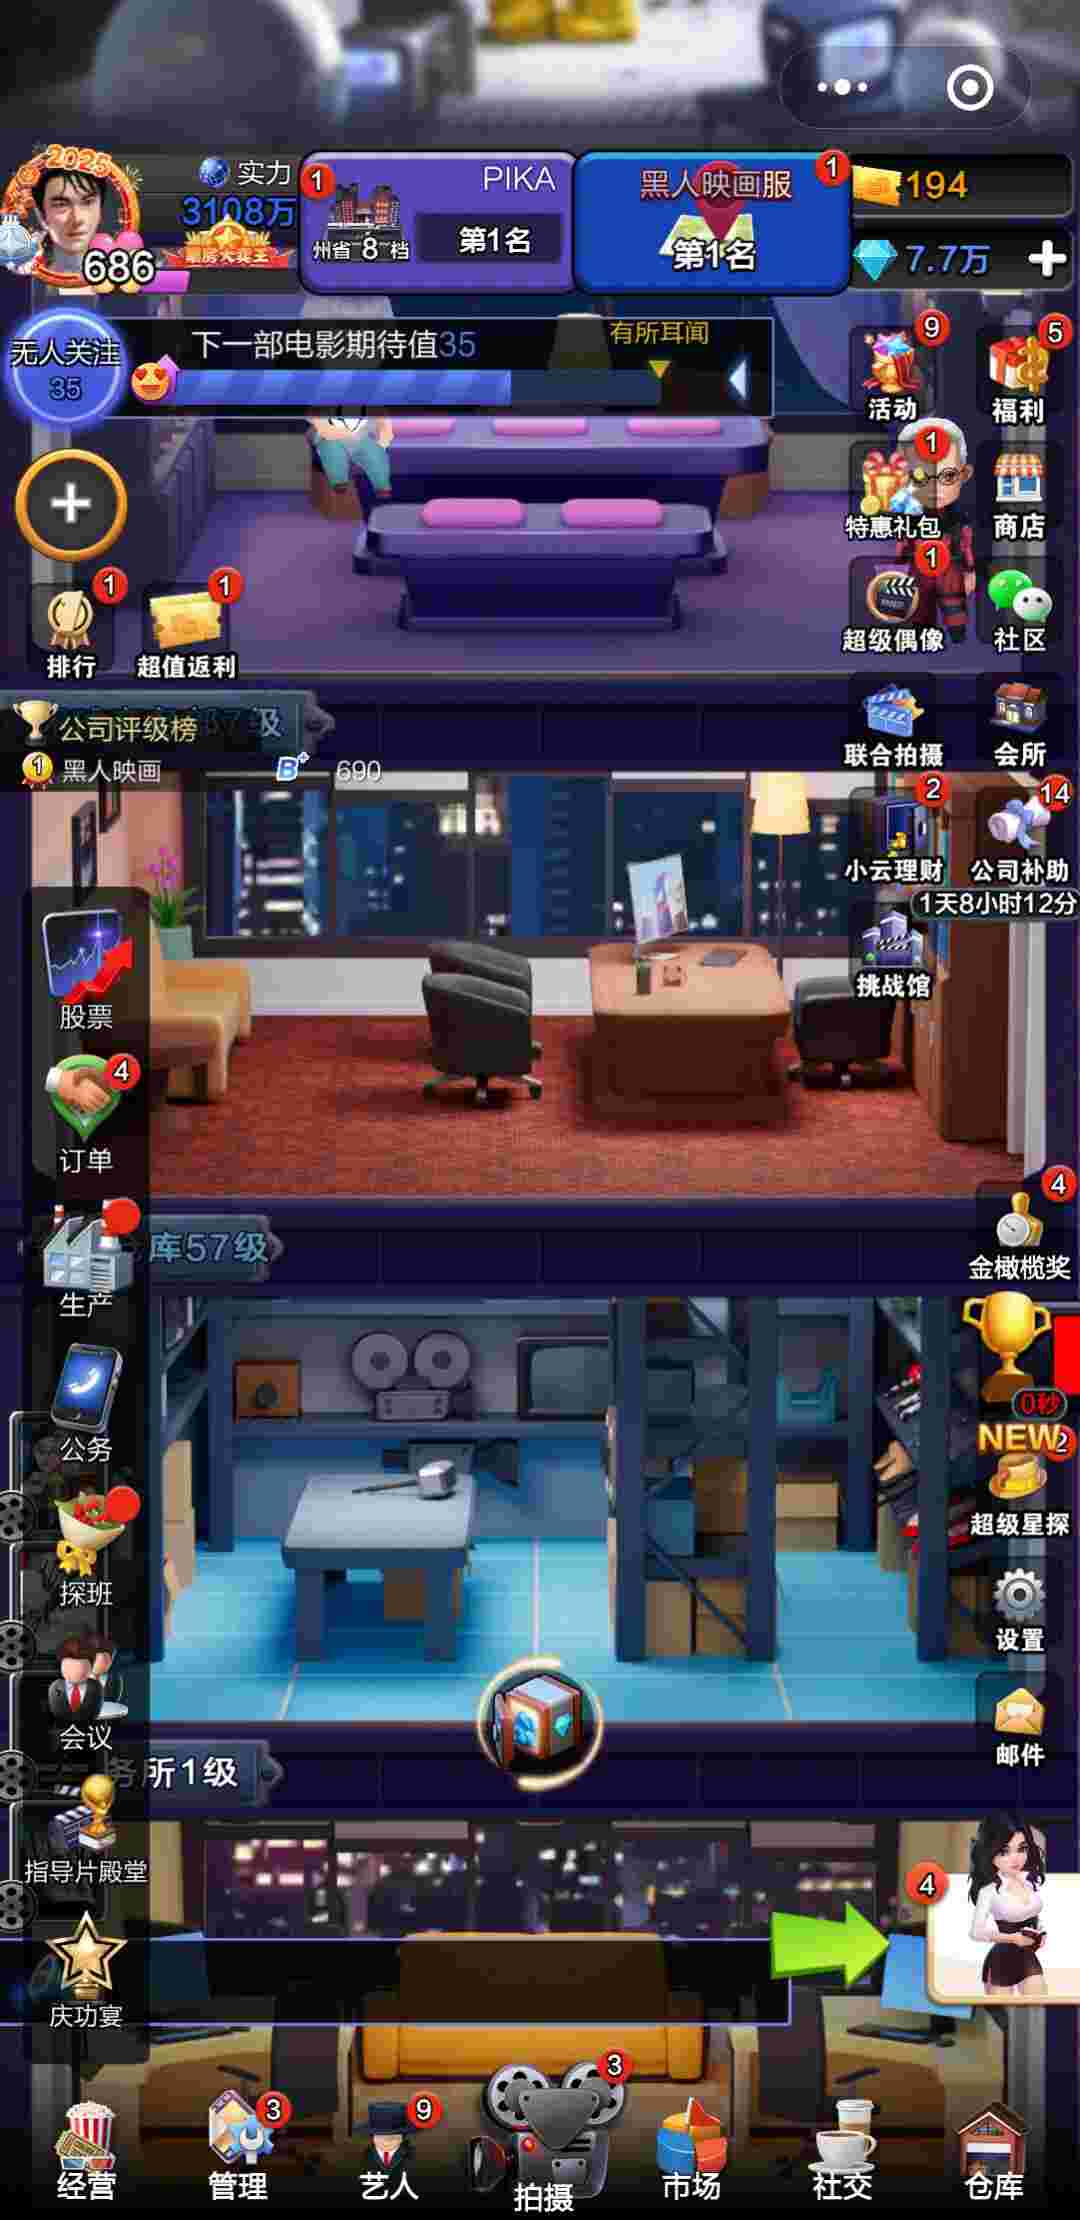 2025
实力
3108万
票房大卖王
686
1
PIKA
州省 8 档
第1名
黑人映画服
1
第1名
194
7.7万
无人关注
35
下一部电影期待值35
有所耳闻
9
活动
5
福利
1
特惠礼包
商店
1
超级偶像
社区
1
排行
1
超值返利
联合拍摄
会所
2
小云理财
14
公司补助
1天8小时12分
挑战馆
7级
公司评级榜
1
黑人映画
B+
690
股票
4
订单
生产
公务
探班
会议
指导片殿堂
庆功宴
库57级
务所1级
4
金橄榄奖
0秒
NEW
2
超级星探
设置
邮件
4
经营
3
管理
9
艺人
3
拍摄
市场
社交
仓库